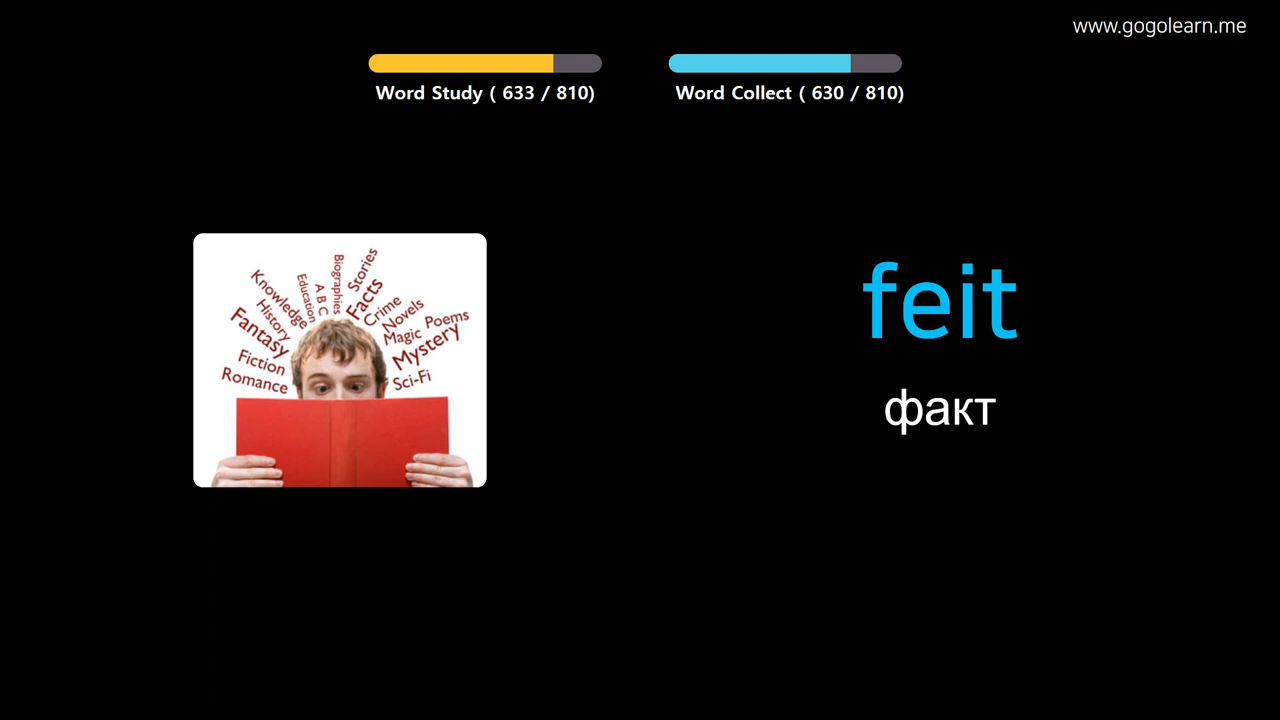 www.gogolearn.me
Word Study ( 633 / 810)
Word Collect ( 630 / 810)
feit
факт
Knowledge
History
Fantasy
Fiction
Romance
Education
A B C
Biographies
Stories
Facts
Crime
Novels
Magic
Poems
Mystery
Sci-Fi